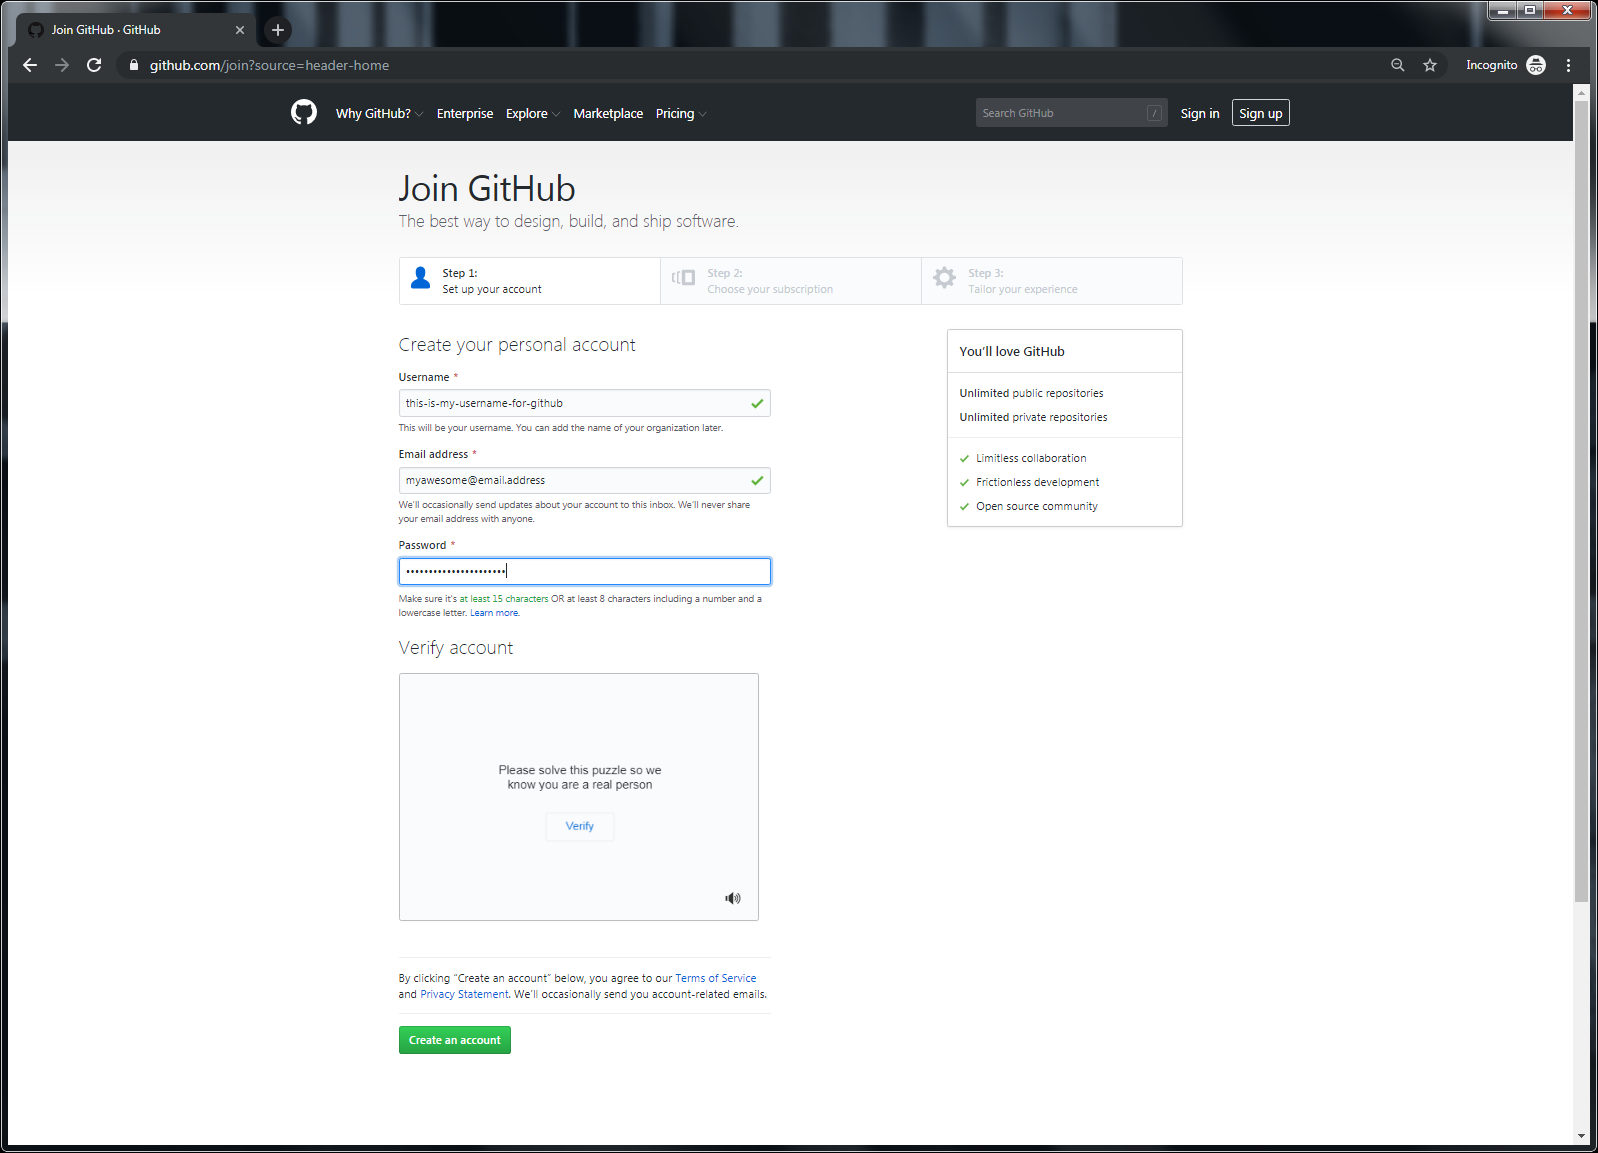 Join GitHub · GitHub
github.com/join?source=header-home
Incognito
Why GitHub?
Enterprise
Explore
Marketplace
Pricing
Search GitHub
/
Sign in
Sign up
Join GitHub
The best way to design, build, and ship software.
Step 1:
Set up your account
Step 2:
Choose your subscription
Step 3:
Tailor your experience
Create your personal account
Username *
this-is-my-username-for-github
This will be your username. You can add the name of your organization later.
Email address *
myawesome@email.address
We'll occasionally send updates about your account to this inbox. We'll never share
your email address with anyone.
Password *
••••••••••••••••••••••
Make sure it's at least 15 characters OR at least 8 characters including a number and a
lowercase letter. Learn more.
Verify account
Please solve this puzzle so we
know you are a real person
Verify
By clicking “Create an account” below, you agree to our Terms of Service
and Privacy Statement. We'll occasionally send you account-related emails.
Create an account
You'll love GitHub
Unlimited public repositories
Unlimited private repositories
Limitless collaboration
Frictionless development
Open source community